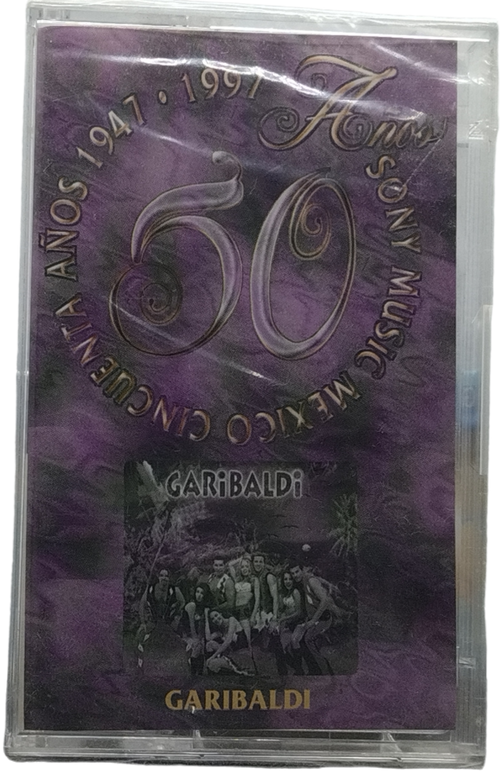 50 Años
SONY MUSIC MEXICO CINCUENTA AÑOS 1947 • 1997
GARiBALDi
GARIBALDI